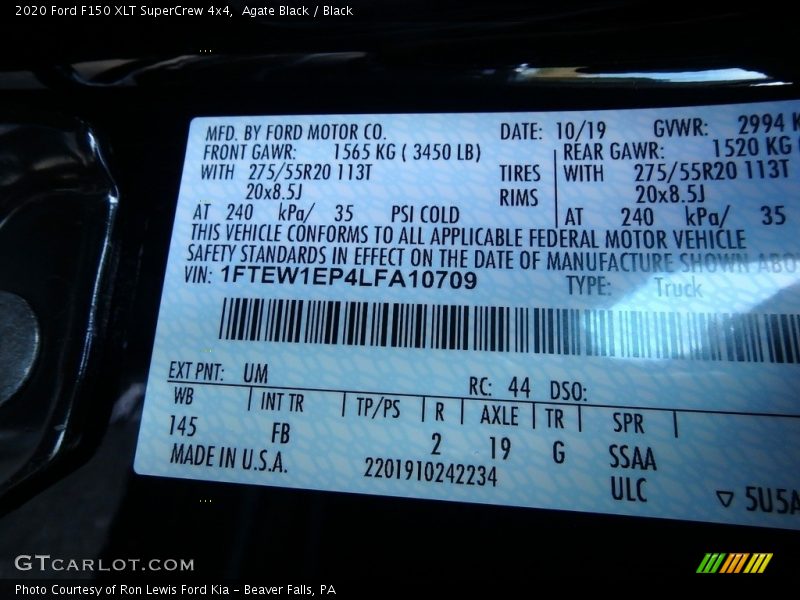 2020 Ford F150 XLT SuperCrew 4x4,  Agate Black / Black
MFD. BY FORD MOTOR CO. DATE: 10/19 GVWR: 2994 K
FRONT GAWR: 1565 KG ( 3450 LB) REAR GAWR: 1520 KG
WITH 275/55R20 113T TIRES WITH 275/55R20 113T
20x8.5J RIMS 20x8.5J
AT 240 kPa/ 35 PSI COLD AT 240 kPa/ 35
THIS VEHICLE CONFORMS TO ALL APPLICABLE FEDERAL MOTOR VEHICLE
SAFETY STANDARDS IN EFFECT ON THE DATE OF MANUFACTURE SHOWN ABO
VIN: 1FTEW1EP4LFA10709 TYPE: Truck
EXT PNT: UM RC: 44 DSO:
WB INT TR TP/PS R AXLE TR SPR
145 FB 2 19 G SSAA
MADE IN U.S.A. 2201910242234 ULC ▽ 5U5A
GTCARLOT.COM
Photo Courtesy of Ron Lewis Ford Kia – Beaver Falls, PA